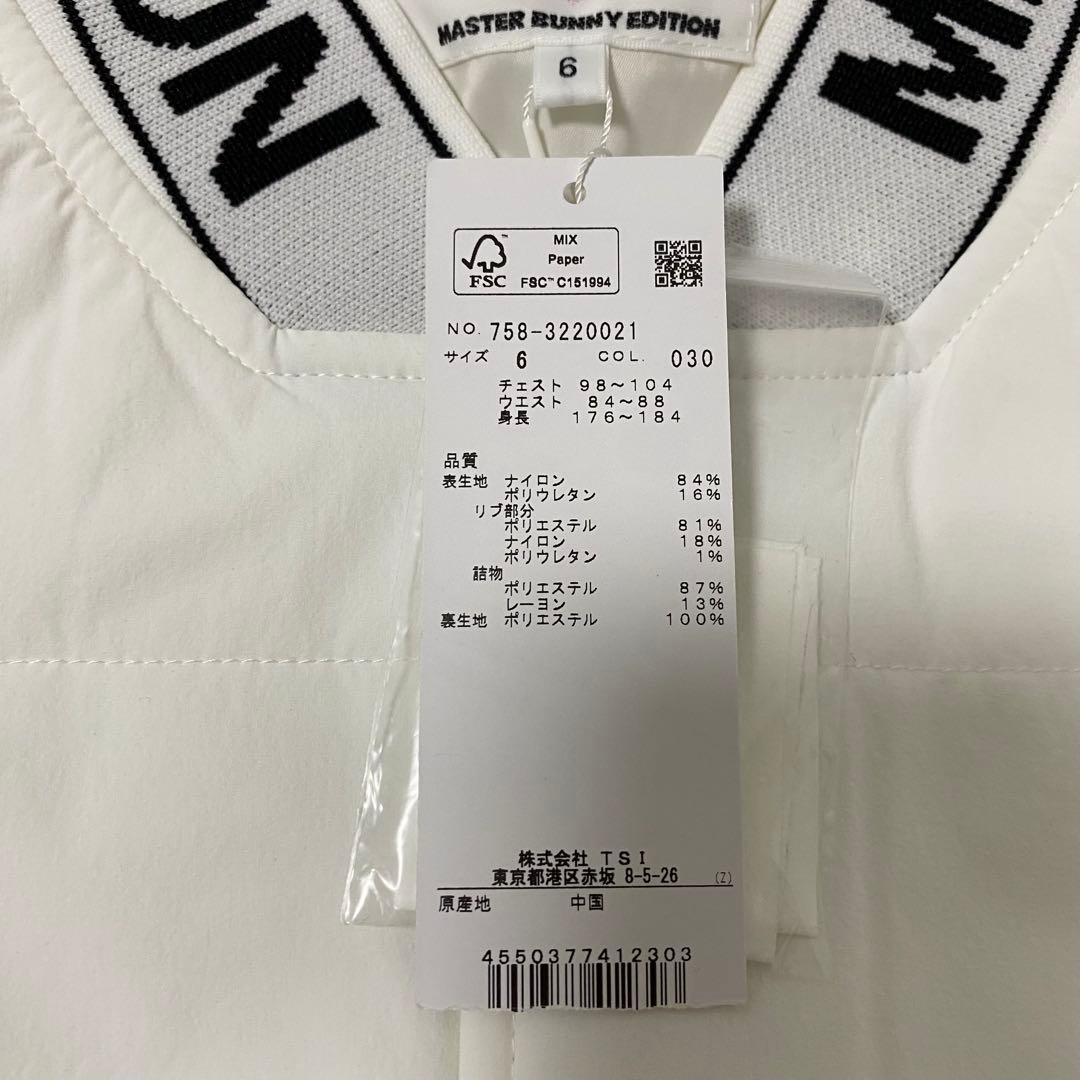 MASTER BUNNY EDITION
6
MIX
Paper
FSC™ C151994
FSC
NO. 758-3220021
サイズ 6 COL. 030
チェスト 98〜104
ウエスト 84〜88
身長 176〜184
品質
表生地 ナイロン 84%
ポリウレタン 16%
リブ部分
ポリエステル 81%
ナイロン 18%
ポリウレタン 1%
詰物
ポリエステル 87%
レーヨン 13%
裏生地 ポリエステル 100%
株式会社 TSI
東京都港区赤坂 8-5-26 (Z)
原産地 中国
4550377412303